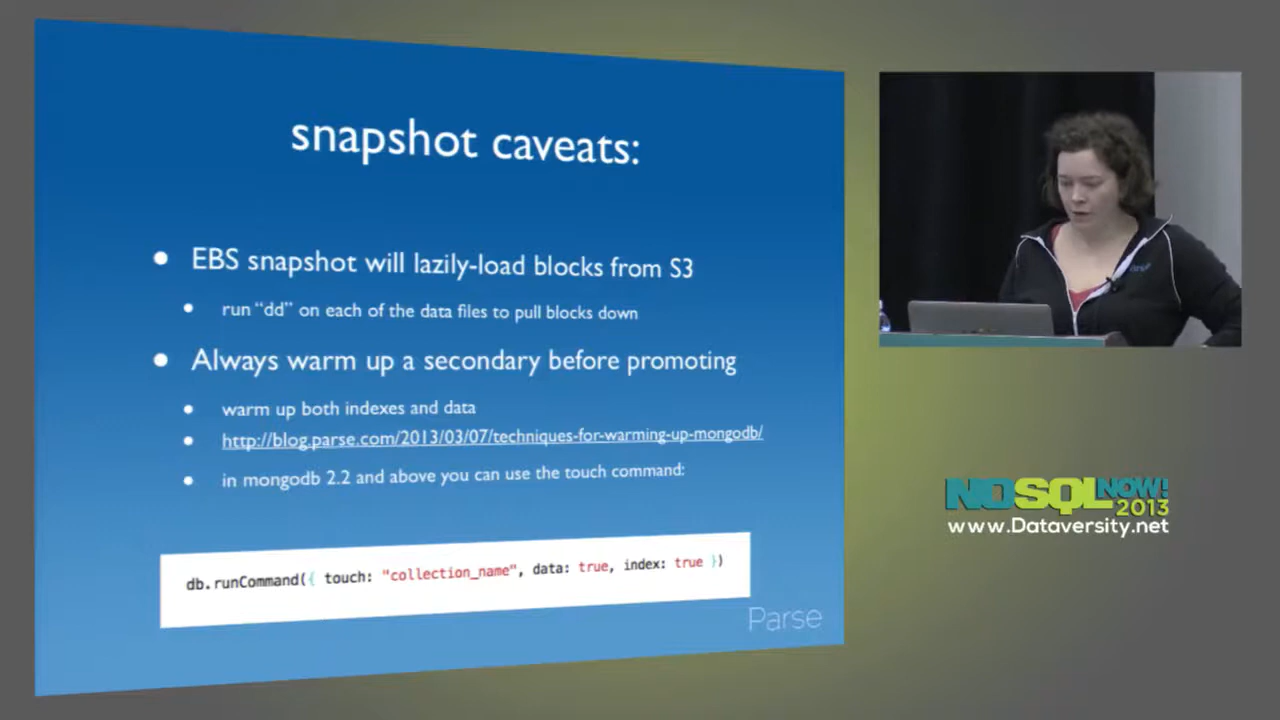 snapshot caveats:
EBS snapshot will lazily-load blocks from S3
run “dd” on each of the data files to pull blocks down
Always warm up a secondary before promoting
warm up both indexes and data
http://blog.parse.com/2013/03/07/techniques-for-warming-up-mongodb/
in mongodb 2.2 and above you can use the touch command:
db.runCommand({ touch: "collection_name", data: true, index: true })
Parse
NOSQLNOW!
2013
www.Dataversity.net